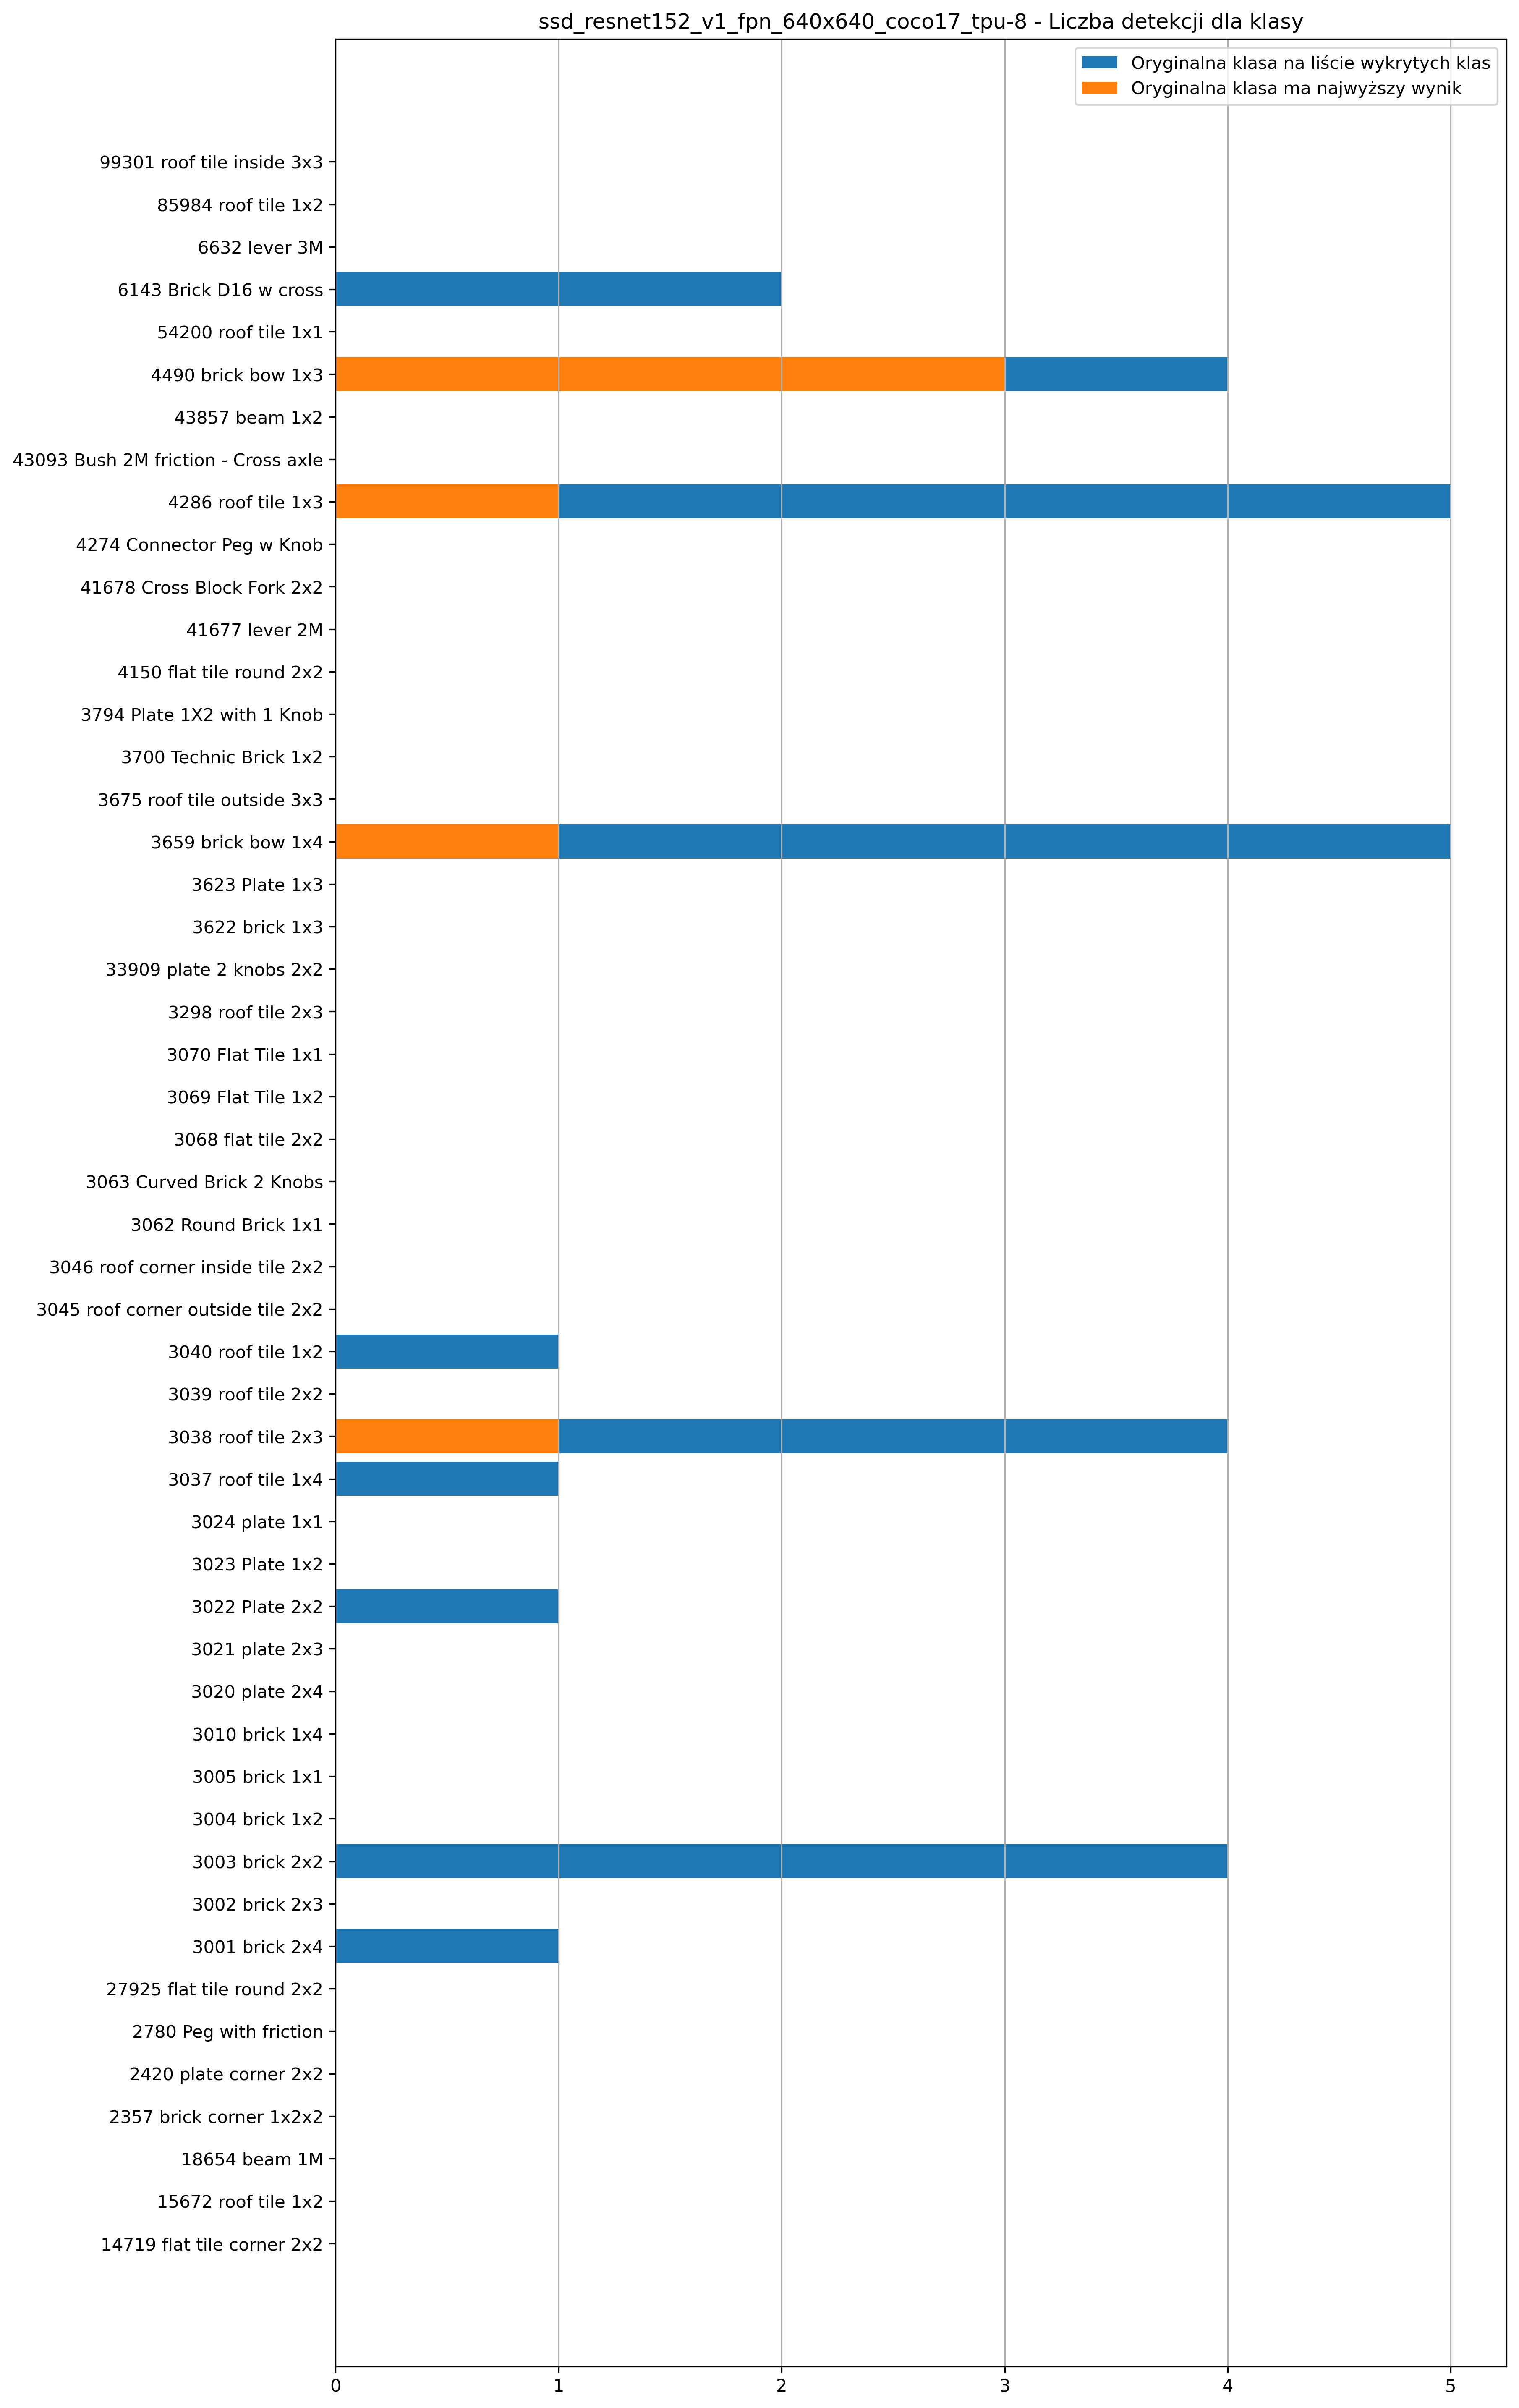 ssd_resnet152_v1_fpn_640x640_coco17_tpu-8 - Liczba detekcji dla klasy
Oryginalna klasa na liście wykrytych klas
Oryginalna klasa ma najwyższy wynik
99301 roof tile inside 3x3
85984 roof tile 1x2
6632 lever 3M
6143 Brick D16 w cross
54200 roof tile 1x1
4490 brick bow 1x3
43857 beam 1x2
43093 Bush 2M friction - Cross axle
4286 roof tile 1x3
4274 Connector Peg w Knob
41678 Cross Block Fork 2x2
41677 lever 2M
4150 flat tile round 2x2
3794 Plate 1X2 with 1 Knob
3700 Technic Brick 1x2
3675 roof tile outside 3x3
3659 brick bow 1x4
3623 Plate 1x3
3622 brick 1x3
33909 plate 2 knobs 2x2
3298 roof tile 2x3
3070 Flat Tile 1x1
3069 Flat Tile 1x2
3068 flat tile 2x2
3063 Curved Brick 2 Knobs
3062 Round Brick 1x1
3046 roof corner inside tile 2x2
3045 roof corner outside tile 2x2
3040 roof tile 1x2
3039 roof tile 2x2
3038 roof tile 2x3
3037 roof tile 1x4
3024 plate 1x1
3023 Plate 1x2
3022 Plate 2x2
3021 plate 2x3
3020 plate 2x4
3010 brick 1x4
3005 brick 1x1
3004 brick 1x2
3003 brick 2x2
3002 brick 2x3
3001 brick 2x4
27925 flat tile round 2x2
2780 Peg with friction
2420 plate corner 2x2
2357 brick corner 1x2x2
18654 beam 1M
15672 roof tile 1x2
14719 flat tile corner 2x2
0 1 2 3 4 5